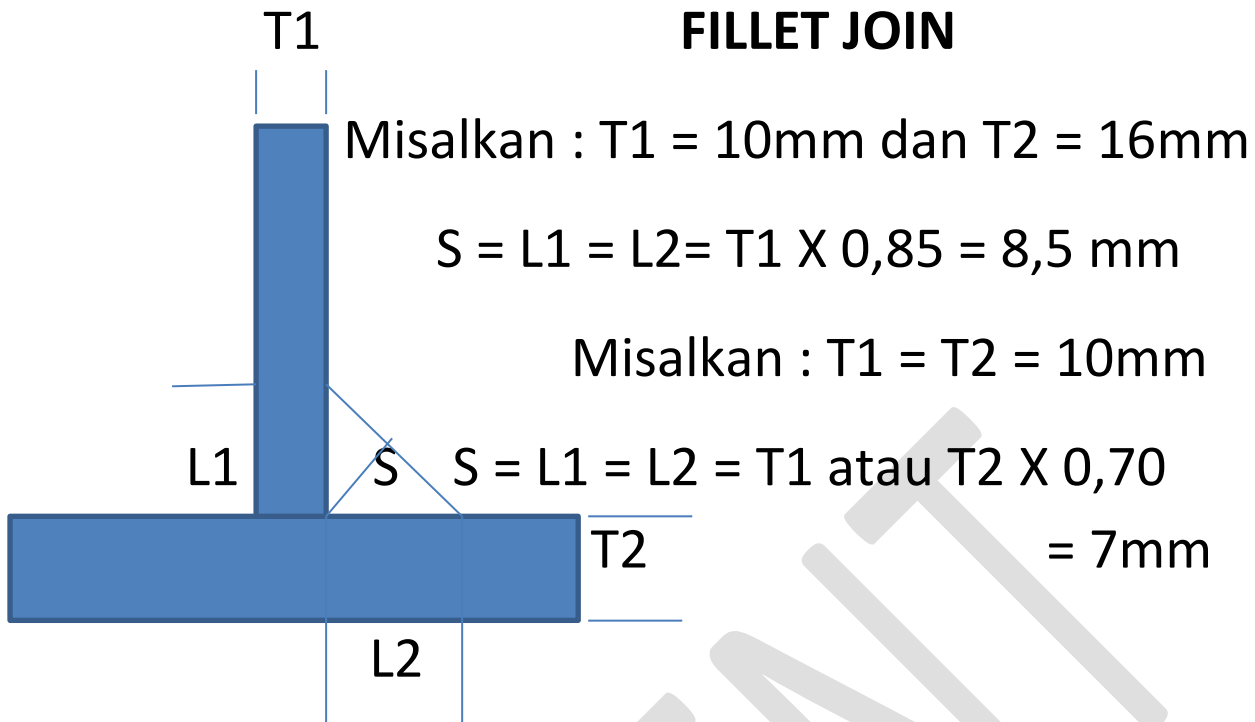 T1
FILLET JOIN
Misalkan : T1 = 10mm dan T2 = 16mm
S = L1 = L2= T1 X 0,85 = 8,5 mm
Misalkan : T1 = T2 = 10mm
L1
S
S = L1 = L2 = T1 atau T2 X 0,70
T2
= 7mm
L2